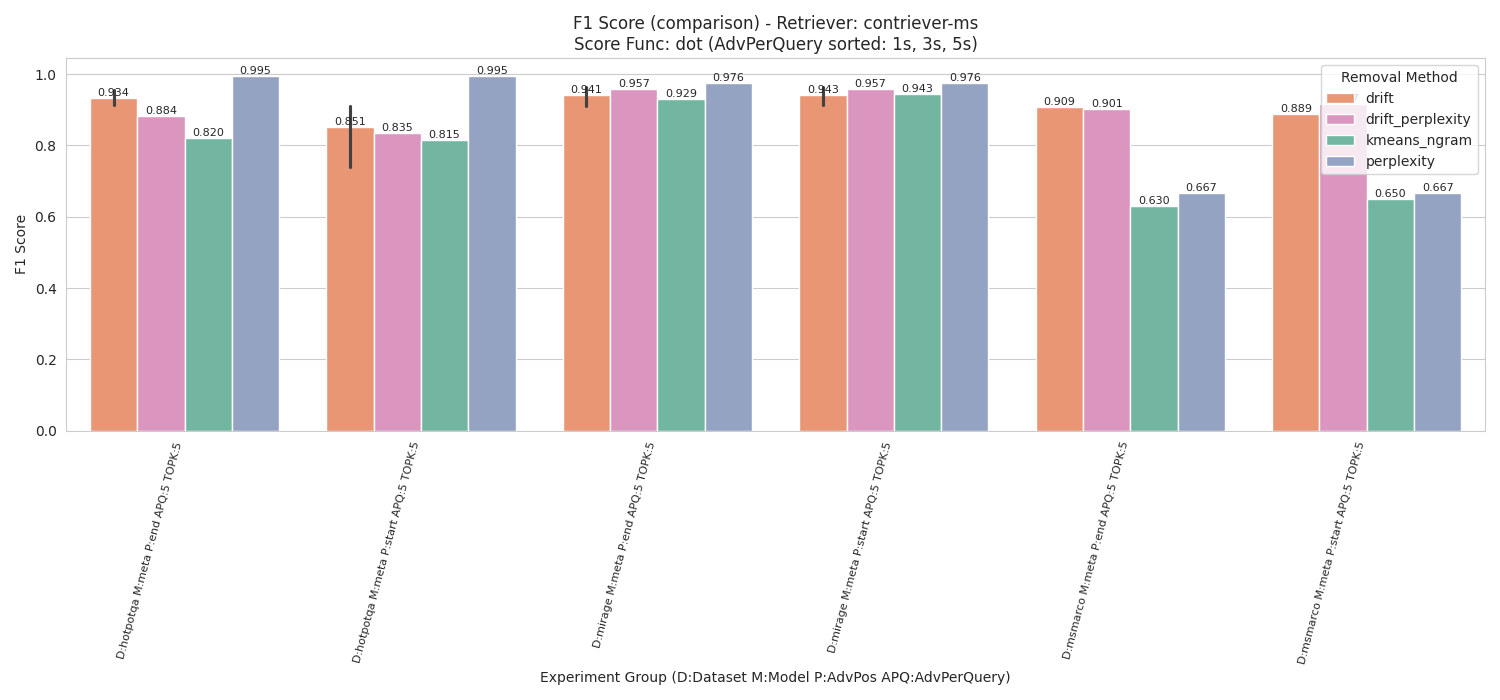 F1 Score (comparison) - Retriever: contriever-ms
Score Func: dot (AdvPerQuery sorted: 1s, 3s, 5s)
F1 Score
1.0
0.8
0.6
0.4
0.2
0.0
0.934
0.884
0.820
0.995
0.851
0.835
0.815
0.995
0.941
0.957
0.929
0.976
0.943
0.957
0.943
0.976
0.909
0.901
0.630
0.667
0.889
0.650
0.667
Removal Method
drift
drift_perplexity
kmeans_ngram
perplexity
D:hotpotqa M:meta P:end APQ:5 TOPK:5
D:hotpotqa M:meta P:start APQ:5 TOPK:5
D:mirage M:meta P:end APQ:5 TOPK:5
D:mirage M:meta P:start APQ:5 TOPK:5
D:msmarco M:meta P:end APQ:5 TOPK:5
D:msmarco M:meta P:start APQ:5 TOPK:5
Experiment Group (D:Dataset M:Model P:AdvPos APQ:AdvPerQuery)